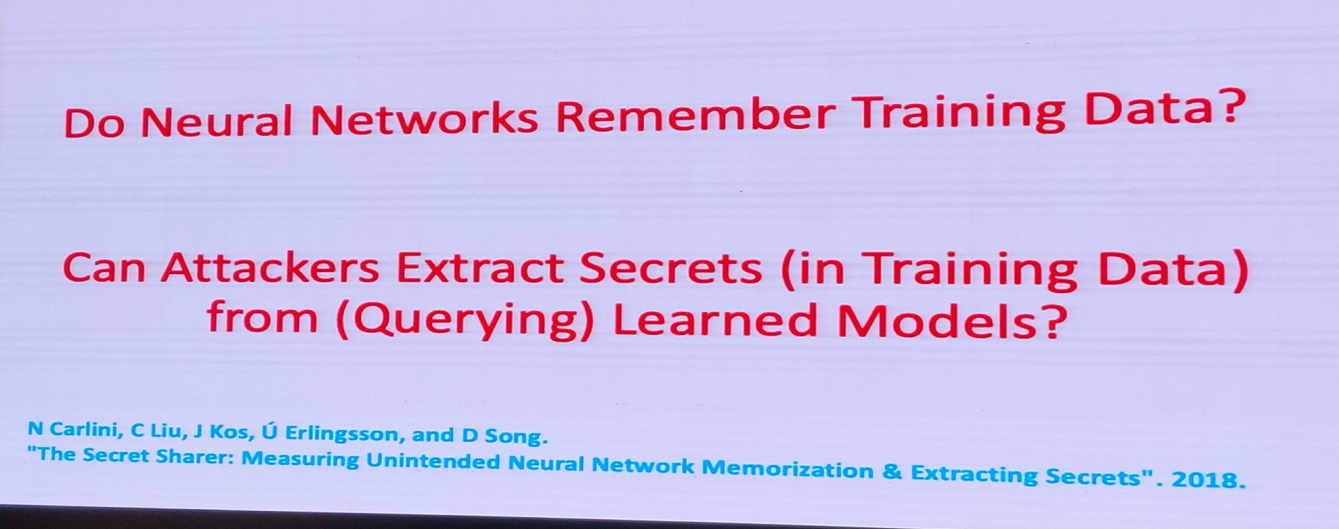 Do Neural Networks Remember Training Data?
Can Attackers Extract Secrets (in Training Data)
from (Querying) Learned Models?
N Carlini, C Liu, J Kos, Ú Erlingsson, and D Song.
"The Secret Sharer: Measuring Unintended Neural Network Memorization & Extracting Secrets". 2018.